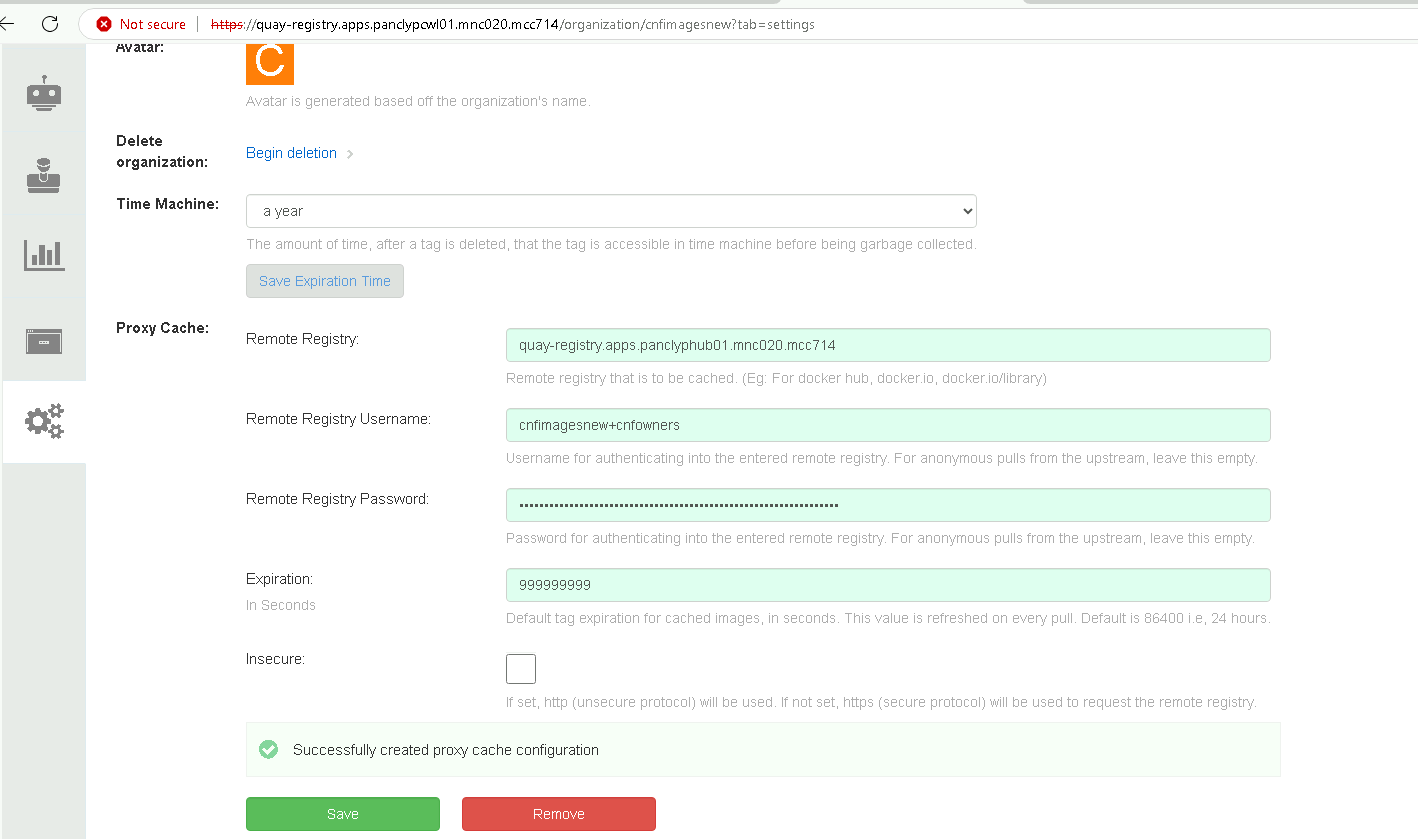 Not secure https://quay-registry.apps.panclypcwl01.mnc020.mcc714/organization/cnfimagesnew?tab=settings
Avatar:
C
Avatar is generated based off the organization's name.
Delete organization:
Begin deletion
Time Machine:
a year
The amount of time, after a tag is deleted, that the tag is accessible in time machine before being garbage collected.
Save Expiration Time
Proxy Cache:
Remote Registry:
quay-registry.apps.panclyphub01.mnc020.mcc714
Remote registry that is to be cached. (Eg: For docker hub, docker.io, docker.io/library)
Remote Registry Username:
cnfimagesnew+cnfowners
Username for authenticating into the entered remote registry. For anonymous pulls from the upstream, leave this empty.
Remote Registry Password:
Password for authenticating into the entered remote registry. For anonymous pulls from the upstream, leave this empty.
Expiration:
In Seconds
999999999
Default tag expiration for cached images, in seconds. This value is refreshed on every pull. Default is 86400 i.e, 24 hours.
Insecure:
If set, http (unsecure protocol) will be used. If not set, https (secure protocol) will be used to request the remote registry.
Successfully created proxy cache configuration
Save
Remove